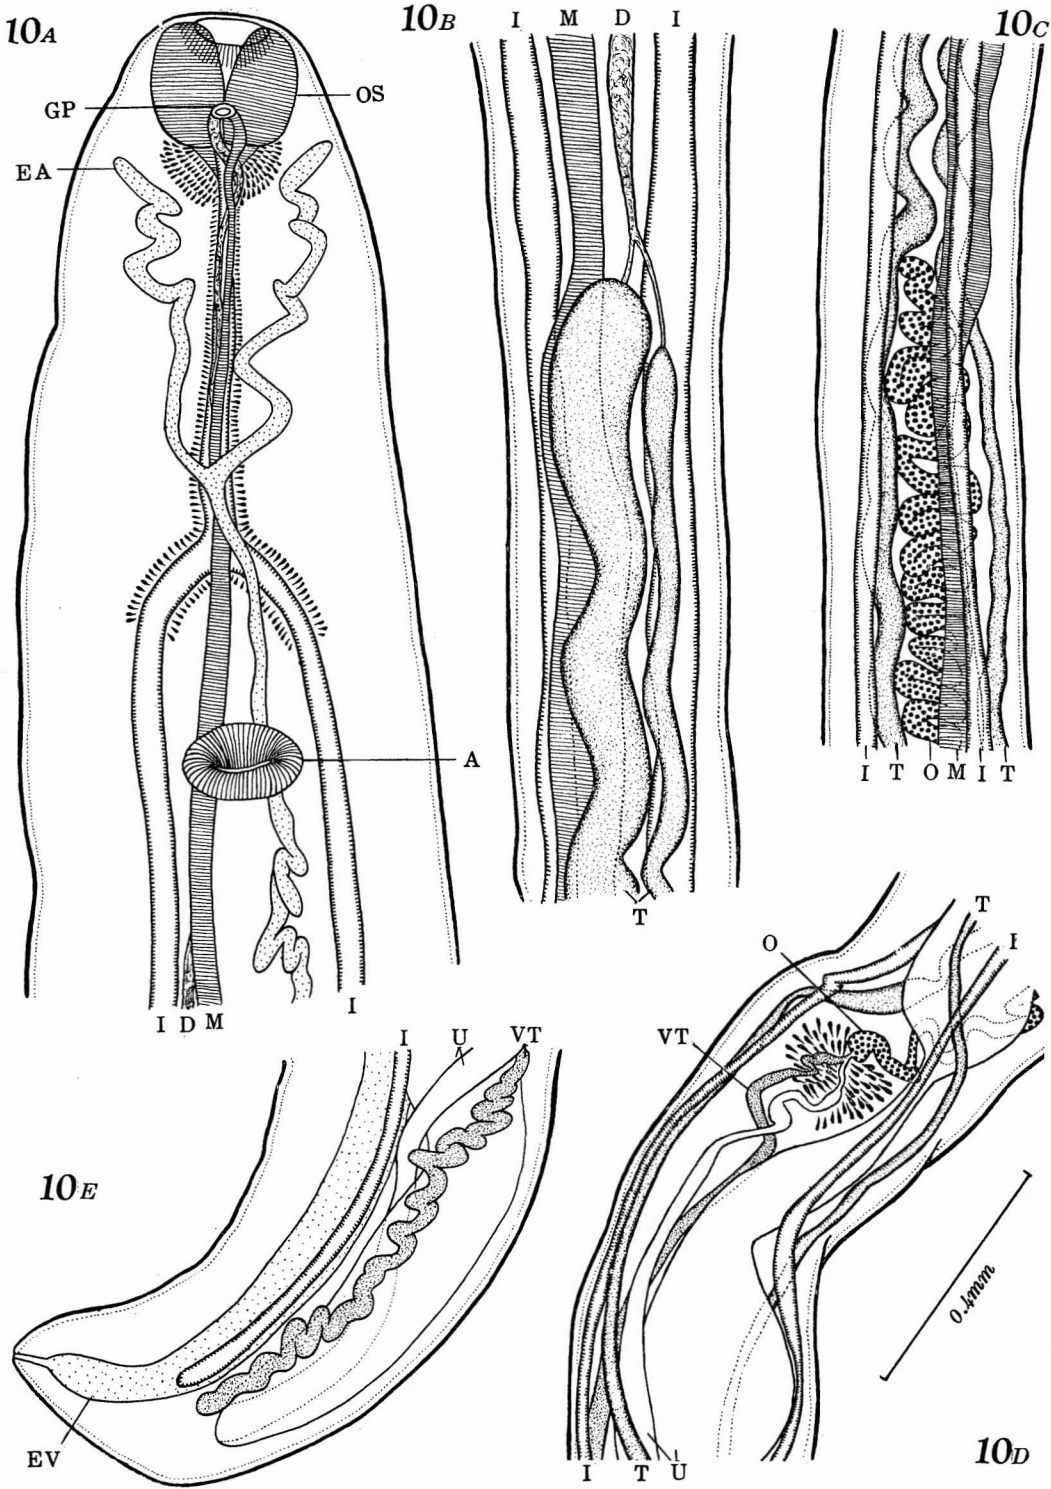 10A
GP
OS
EA
A
I D M
I
10B
I M D I
T
10C
I T O M I T
10D
T
I
O
VT
0.4mm
I T U
10E
I U VT
EV